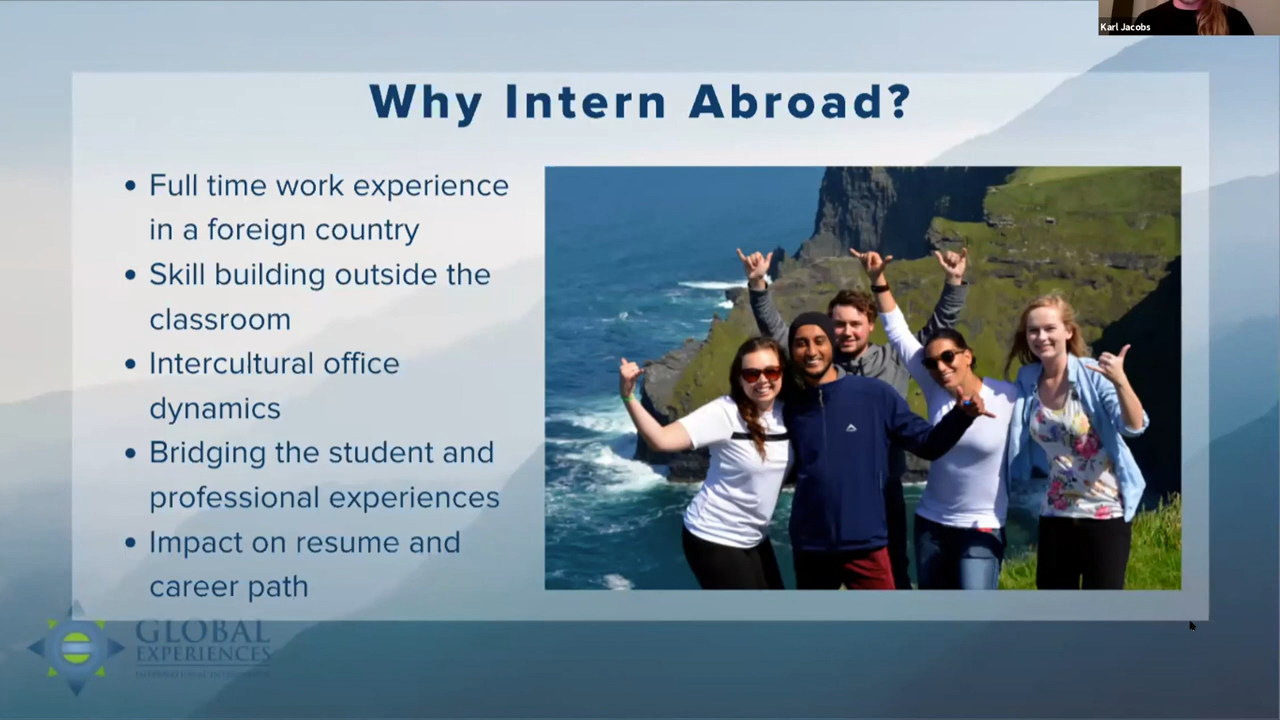 Karl Jacobs
Why Intern Abroad?
• Full time work experience
in a foreign country
• Skill building outside the
classroom
• Intercultural office
dynamics
• Bridging the student and
professional experiences
• Impact on resume and
career path
GLOBAL
EXPERIENCES